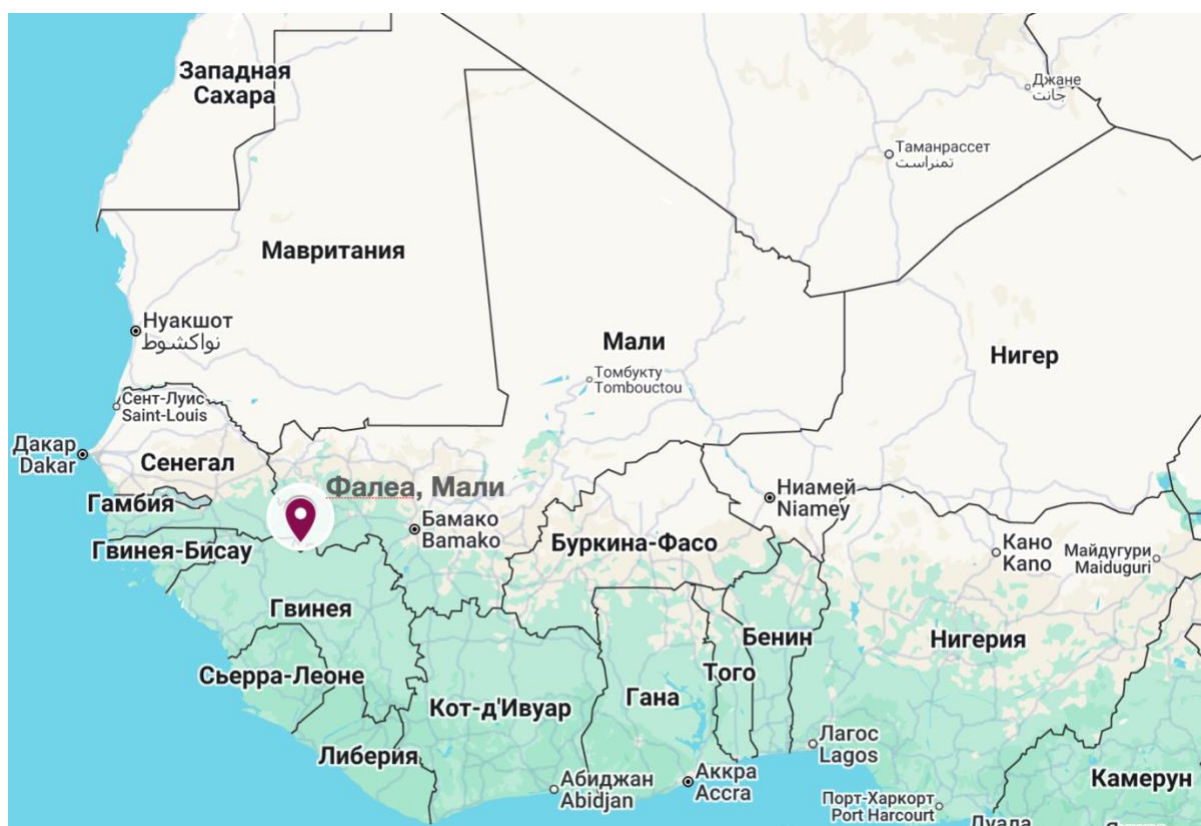 Западная
Сахара
Джане
جانت
Таманрассет
تمنراست
Мавритания
Нуакшот
نواكشوط
Мали
Нигер
Томбукту
Tombouctou
Сент-Луис
Saint-Louis
Дакар
Dakar
Сенегал
Фалеа, Мали
Гамбия
Ниамей
Niamey
Бамако
Bamako
Гвинея-Бисау
Буркина-Фасо
Кано
Kano
Майдугури
Maiduguri
Гвинея
Бенин
Нигерия
Сьерра-Леоне
Того
Гана
Кот-д'Ивуар
Либерия
Лагос
Lagos
Абиджан
Abidjan
Аккра
Accra
Камерун
Порт-Харкорт
Port Harcourt